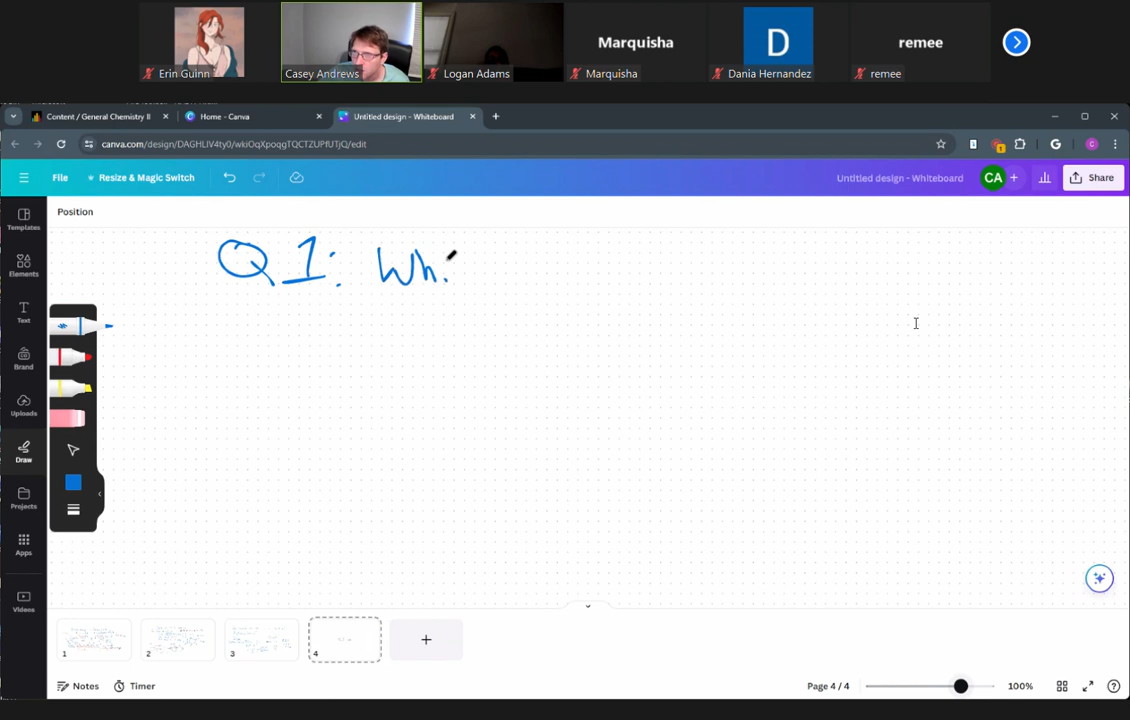 Marquisha
D
remee
Erin Guinn
Casey Andrews
Logan Adams
Marquisha
Dania Hernandez
remee
Content / General Chemistry II
Home - Canva
Untitled design - Whiteboard
canva.com/design/DAGHLIV4ty0/wkiOqXpoqgTQCTZUPfUTjQ/edit
File
Resize & Magic Switch
Untitled design - Whiteboard
CA
Share
Position
Templates
Elements
Text
Brand
Uploads
Draw
Projects
Apps
Videos
Q1: Wh
1
2
3
4
Notes
Timer
Page 4 / 4
100%